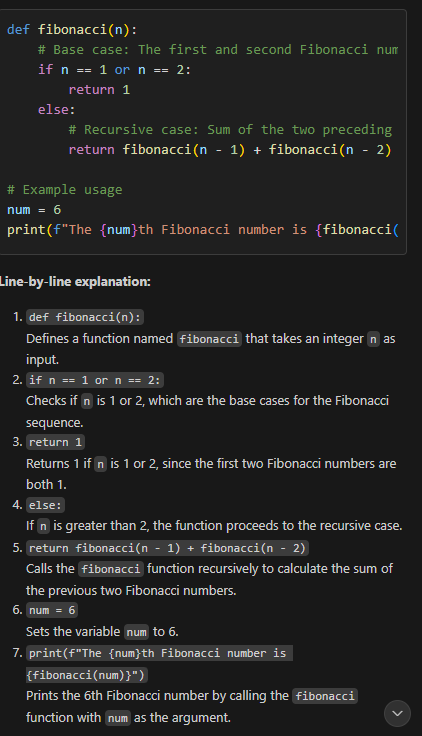 def fibonacci(n):
# Base case: The first and second Fibonacci num
if n == 1 or n == 2:
return 1
else:
# Recursive case: Sum of the two preceding
return fibonacci(n - 1) + fibonacci(n - 2)
# Example usage
num = 6
print(f"The {num}th Fibonacci number is {fibonacci(
Line-by-line explanation:
1. def fibonacci(n):
Defines a function named fibonacci that takes an integer n as
input.
2. if n == 1 or n == 2:
Checks if n is 1 or 2, which are the base cases for the Fibonacci
sequence.
3. return 1
Returns 1 if n is 1 or 2, since the first two Fibonacci numbers are
both 1.
4. else:
If n is greater than 2, the function proceeds to the recursive case.
5. return fibonacci(n - 1) + fibonacci(n - 2)
Calls the fibonacci function recursively to calculate the sum of
the previous two Fibonacci numbers.
6. num = 6
Sets the variable num to 6.
7. print(f"The {num}th Fibonacci number is
{fibonacci(num)}")
Prints the 6th Fibonacci number by calling the fibonacci
function with num as the argument.